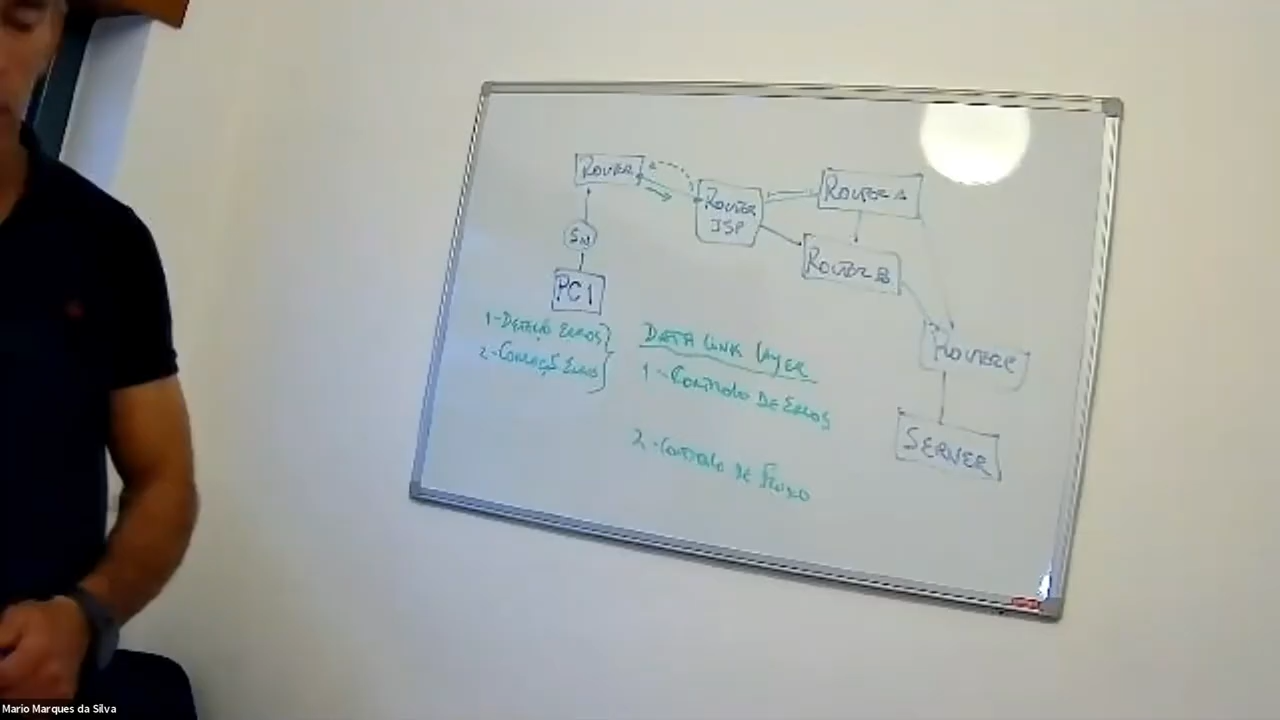 ROUTER
ROUTER
ISP
ROUTER A
ROUTER B
SW
PC1
ROUTER C
SERVER
1-DETEÇÃO ERROS
2-CORREÇÃO ERROS
DATA LINK LAYER
1-CONTROLO DE ERROS
2-CONTROLO DE FLUXO
Mario Marques da Silva